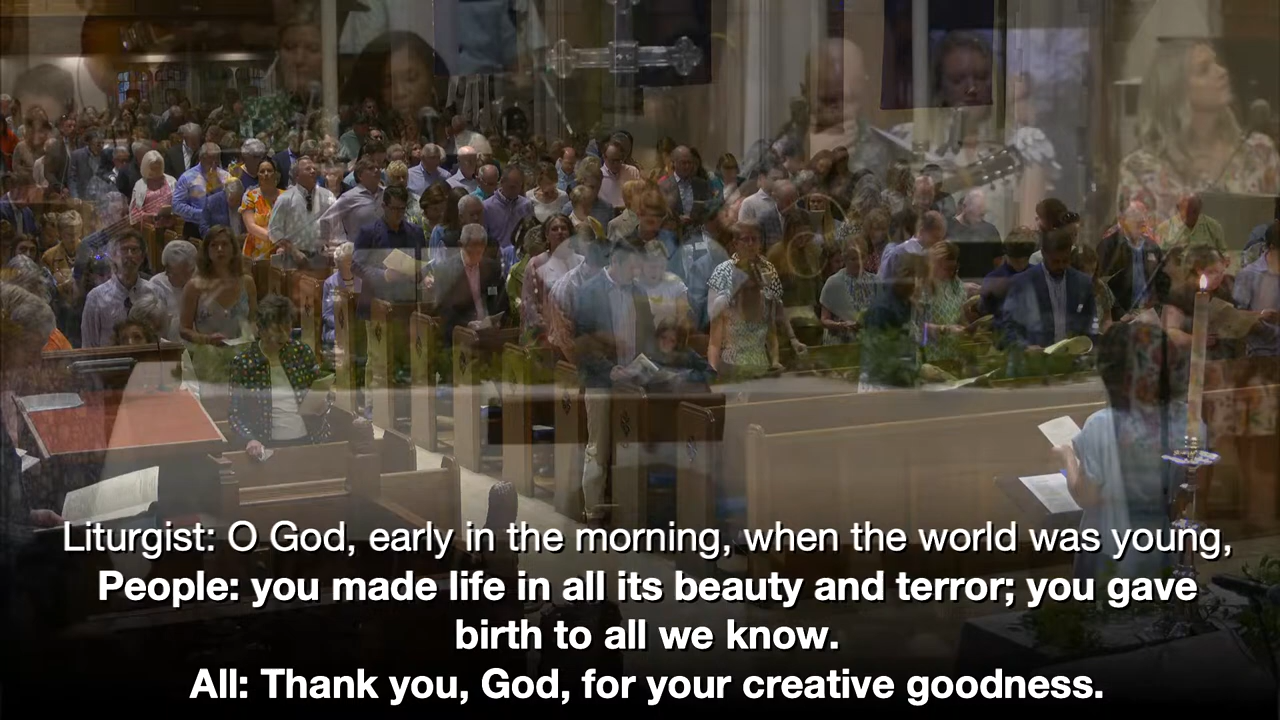 Liturgist: O God, early in the morning, when the world was young,
People: you made life in all its beauty and terror; you gave
birth to all we know.
All: Thank you, God, for your creative goodness.